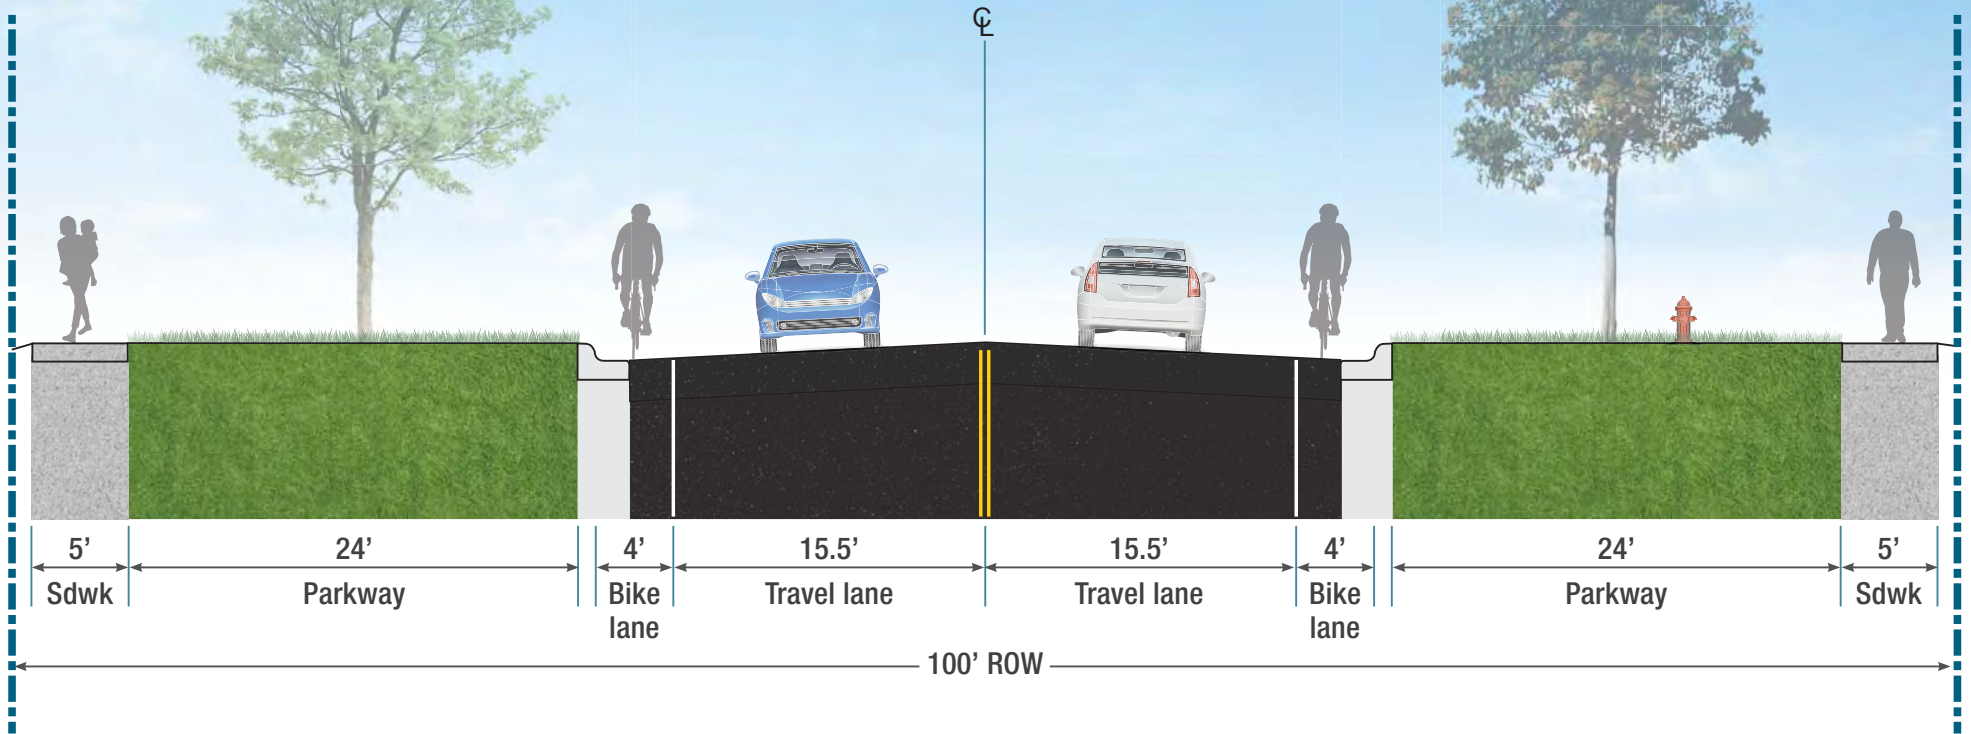 ℄
5’ 24’ 4’ 15.5’ 15.5’ 4’ 24’ 5’
Sdwk Parkway Bike Travel lane Travel lane Bike Parkway Sdwk
lane lane
100’ ROW